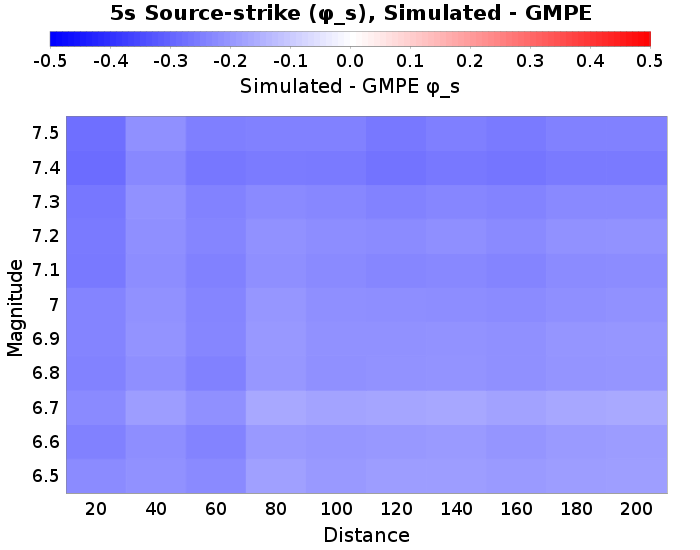 5s Source-strike (φ_s), Simulated - GMPE
-0.5 -0.4 -0.3 -0.2 -0.1 0.0 0.1 0.2 0.3 0.4 0.5
Simulated - GMPE φ_s
Magnitude
7.5
7.4
7.3
7.2
7.1
7
6.9
6.8
6.7
6.6
6.5
20 40 60 80 100 120 140 160 180 200
Distance